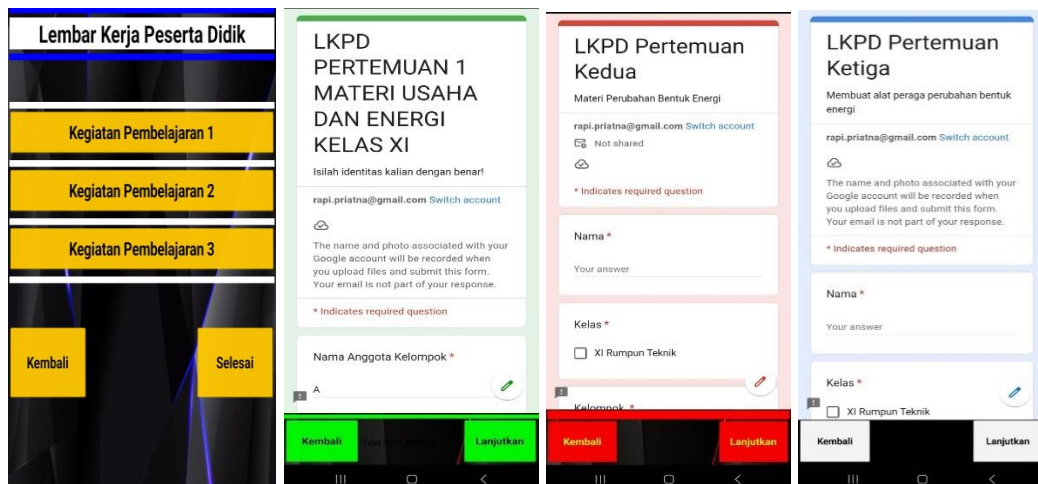 Lembar Kerja Peserta Didik
Kegiatan Pembelajaran 1
Kegiatan Pembelajaran 2
Kegiatan Pembelajaran 3
Kembali
Selesai
LKPD
PERTEMUAN 1
MATERI USAHA
DAN ENERGI
KELAS XI
Isilah identitas kalian dengan benar!
rapi.priatna@gmail.com Switch account
The name and photo associated with your
Google account will be recorded when
you upload files and submit this form.
Your email is not part of your response.
* Indicates required question
Nama Anggota Kelompok *
A
Kembali
Lanjutkan
LKPD Pertemuan
Kedua
Materi Perubahan Bentuk Energi
rapi.priatna@gmail.com Switch account
Not shared
* Indicates required question
Nama *
Your answer
Kelas *
XI Rumpun Teknik
Kelompok *
Kembali
Lanjutkan
LKPD Pertemuan
Ketiga
Membuat alat peraga perubahan bentuk
energi
rapi.priatna@gmail.com Switch account
The name and photo associated with your
Google account will be recorded when
you upload files and submit this form.
Your email is not part of your response.
* Indicates required question
Nama *
Your answer
Kelas *
XI Rumpun Teknik
Kembali
Lanjutkan